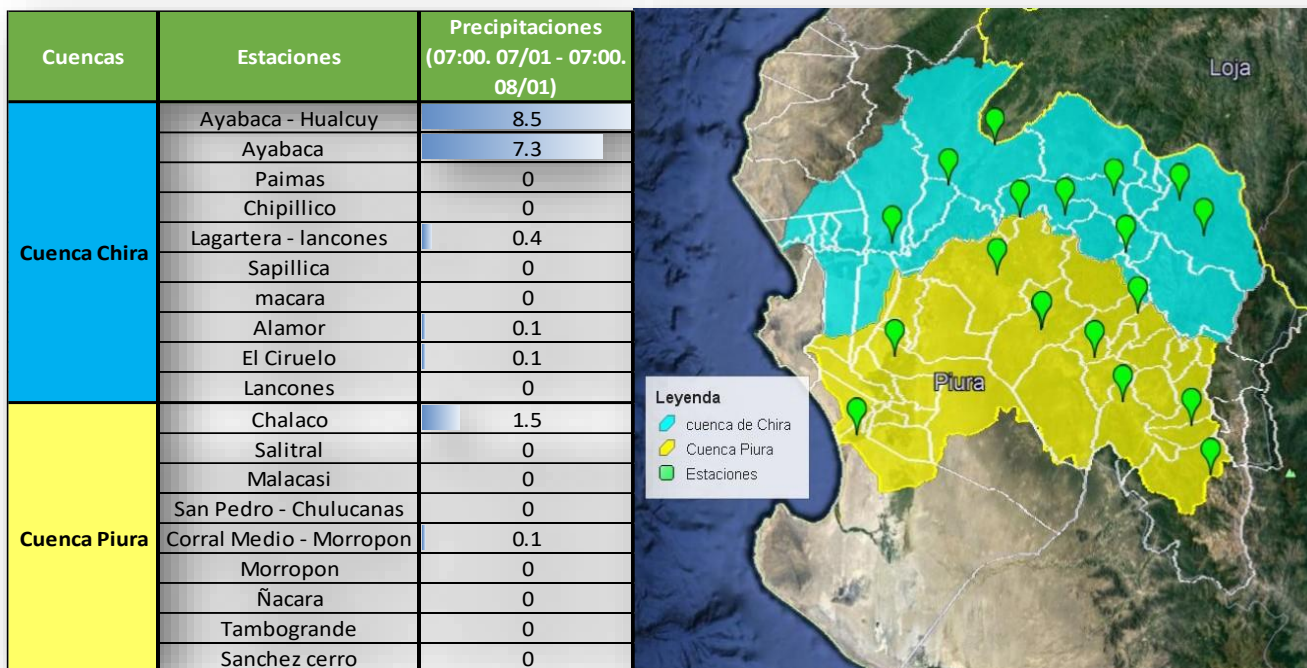 Cuencas Estaciones Precipitaciones (07:00. 07/01 - 07:00. 08/01)
Cuenca Chira
Ayabaca - Hualcuy 8.5
Ayabaca 7.3
Paimas 0
Chipillico 0
Lagartera - lancones 0.4
Sapillica 0
macara 0
Alamor 0.1
El Ciruelo 0.1
Lancones 0
Cuenca Piura
Chalaco 1.5
Salitral 0
Malacasi 0
San Pedro - Chulucanas 0
Corral Medio - Morropon 0.1
Morropon 0
Ñacara 0
Tambogrande 0
Sanchez cerro 0
Loja
Piura
Leyenda
cuenca de Chira
Cuenca Piura
Estaciones